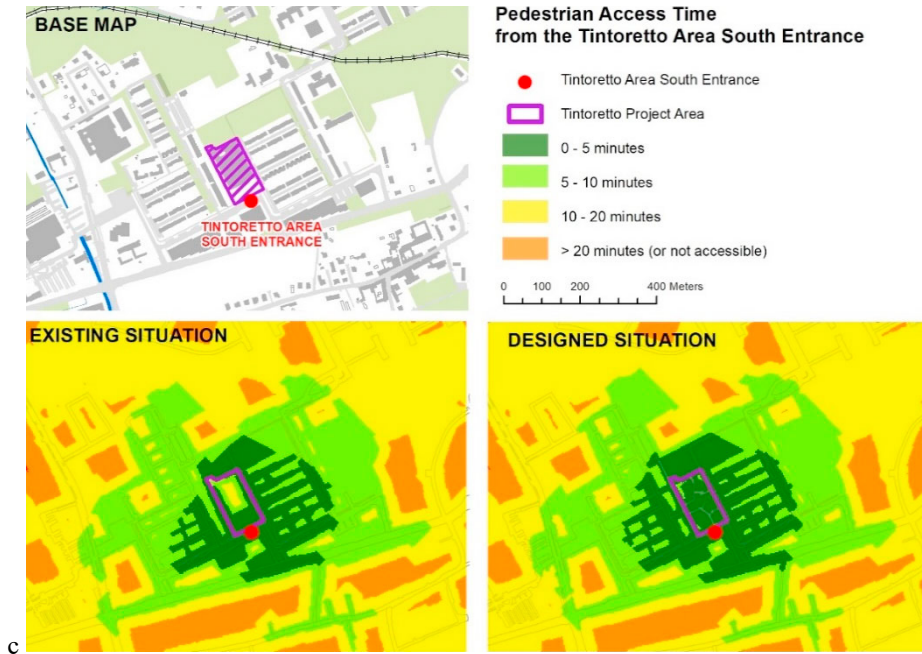 BASE MAP
TINTORETTO AREA
SOUTH ENTRANCE
Pedestrian Access Time
from the Tintoretto Area South Entrance
Tintoretto Area South Entrance
Tintoretto Project Area
0 - 5 minutes
5 - 10 minutes
10 - 20 minutes
> 20 minutes (or not accessible)
0 100 200 400 Meters
EXISTING SITUATION
DESIGNED SITUATION
c